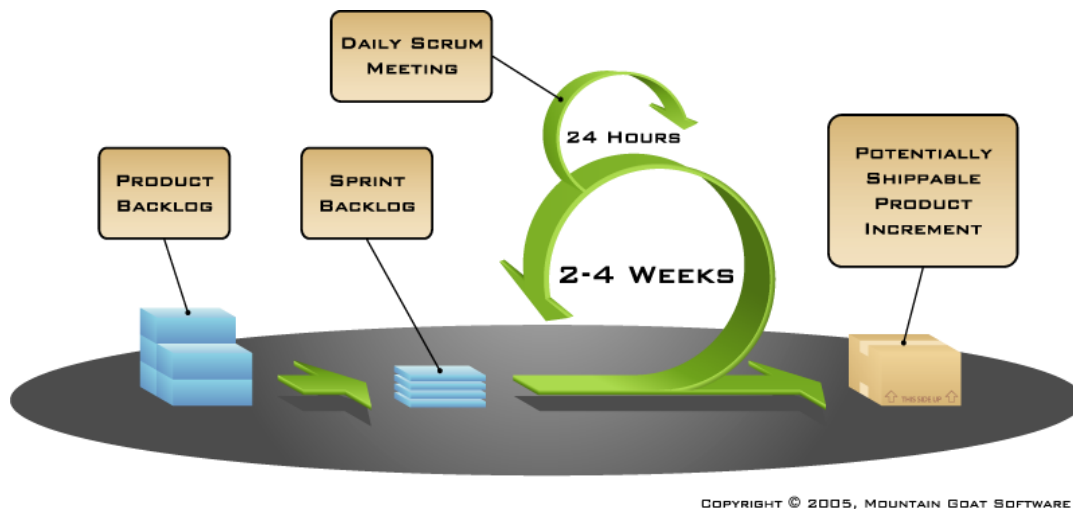 Daily Scrum
Meeting
24 Hours
Product
Backlog
Sprint
Backlog
Potentially
Shippable
Product
Increment
2-4 Weeks
THIS SIDE UP
Copyright © 2005, Mountain Goat Software